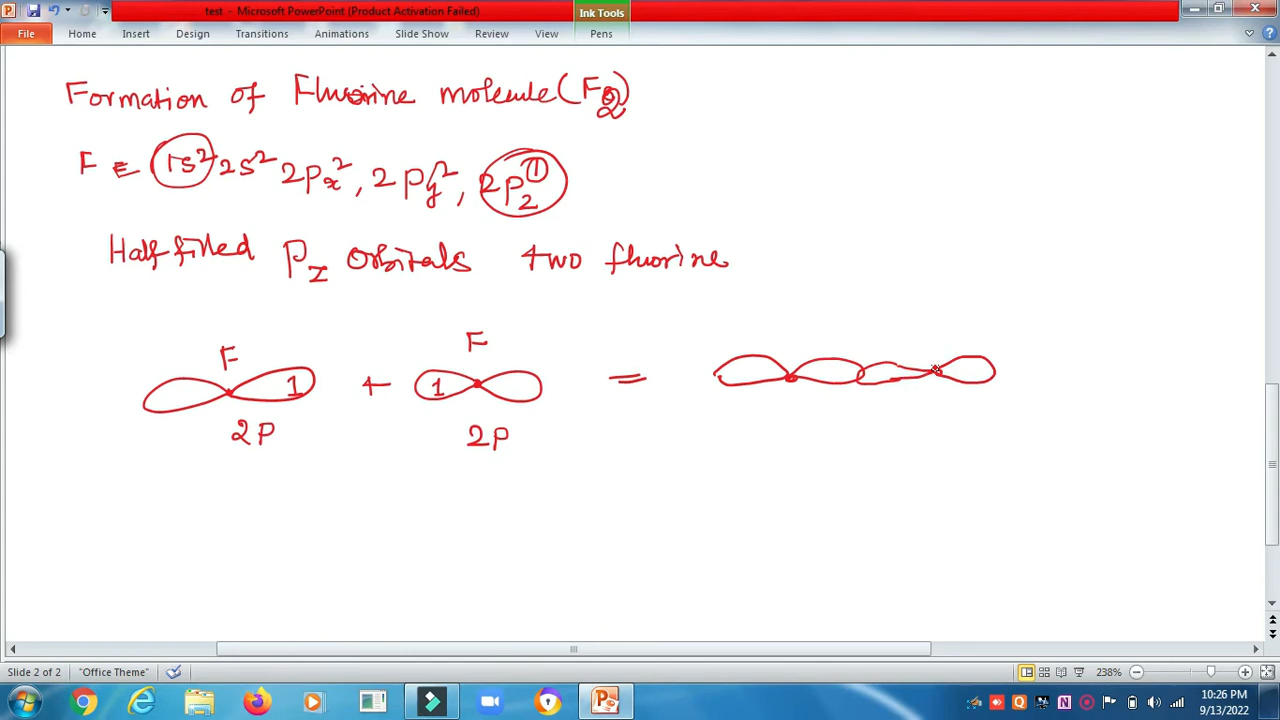 test - Microsoft PowerPoint (Product Activation Failed)
Ink Tools
File Home Insert Design Transitions Animations Slide Show Review View Pens
Formation of Fluorine molecule (F2)
F = 1s² 2s² 2px², 2py², 2pz¹
Half filled Pz orbitals two fluorine
F F
1 + 1 =
2P 2P
Slide 2 of 2 "Office Theme" 238%
10:26 PM
9/13/2022